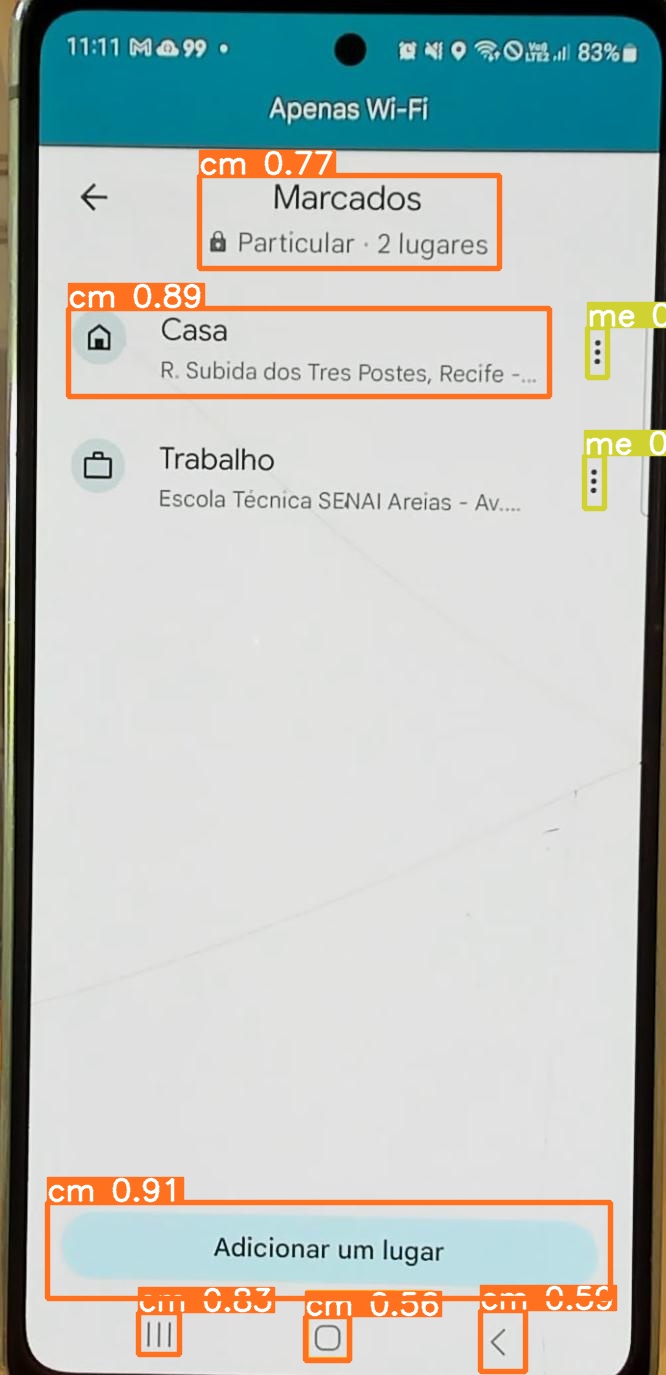 11:11 99 83%
VoD LTE2
Apenas Wi-Fi
cm 0.77
Marcados
Particular · 2 lugares
cm 0.89
me 0
Casa
R. Subida dos Tres Postes, Recife -...
me 0
Trabalho
Escola Técnica SENAI Areias - Av....
cm 0.91
Adicionar um lugar
cm 0.83 cm 0.56 cm 0.59